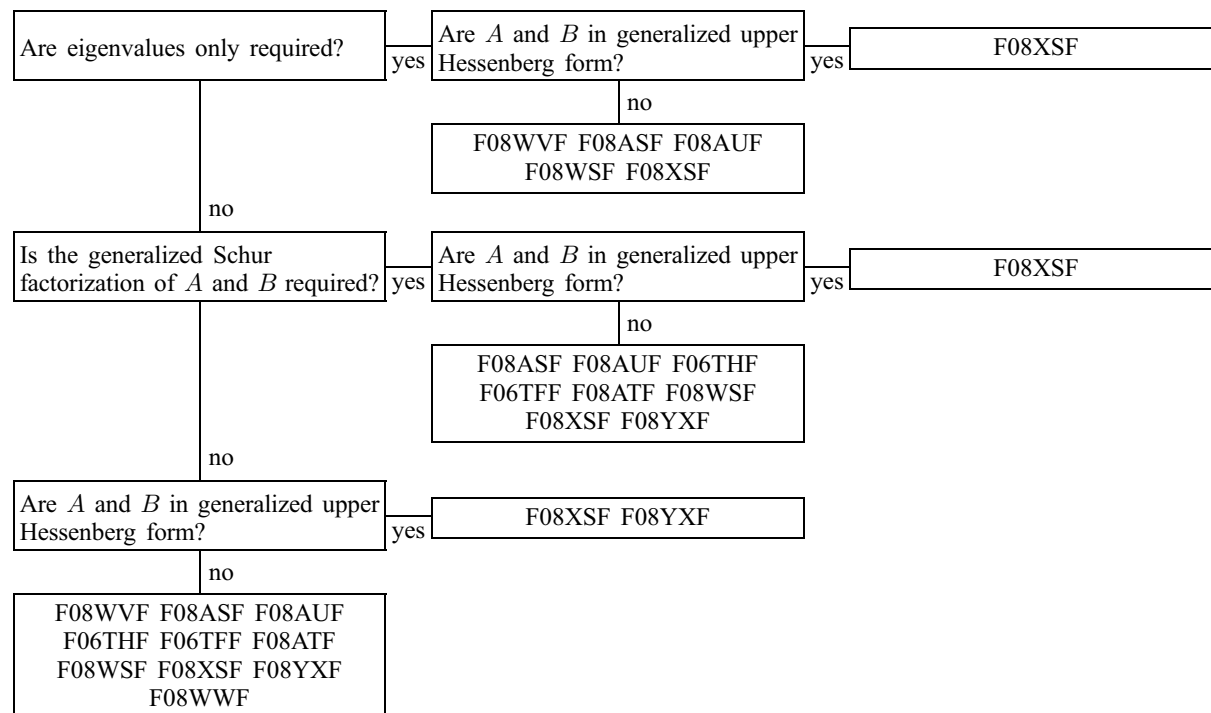 Are eigenvalues only required?
yes
Are A and B in generalized upper
Hessenberg form?
yes
F08XSF
no
F08WVF F08ASF F08AUF
F08WSF F08XSF
no
Is the generalized Schur
factorization of A and B required?
yes
Are A and B in generalized upper
Hessenberg form?
yes
F08XSF
no
F08ASF F08AUF F06THF
F06TFF F08ATF F08WSF
F08XSF F08YXF
no
Are A and B in generalized upper
Hessenberg form?
yes
F08XSF F08YXF
no
F08WVF F08ASF F08AUF
F06THF F06TFF F08ATF
F08WSF F08XSF F08YXF
F08WWF